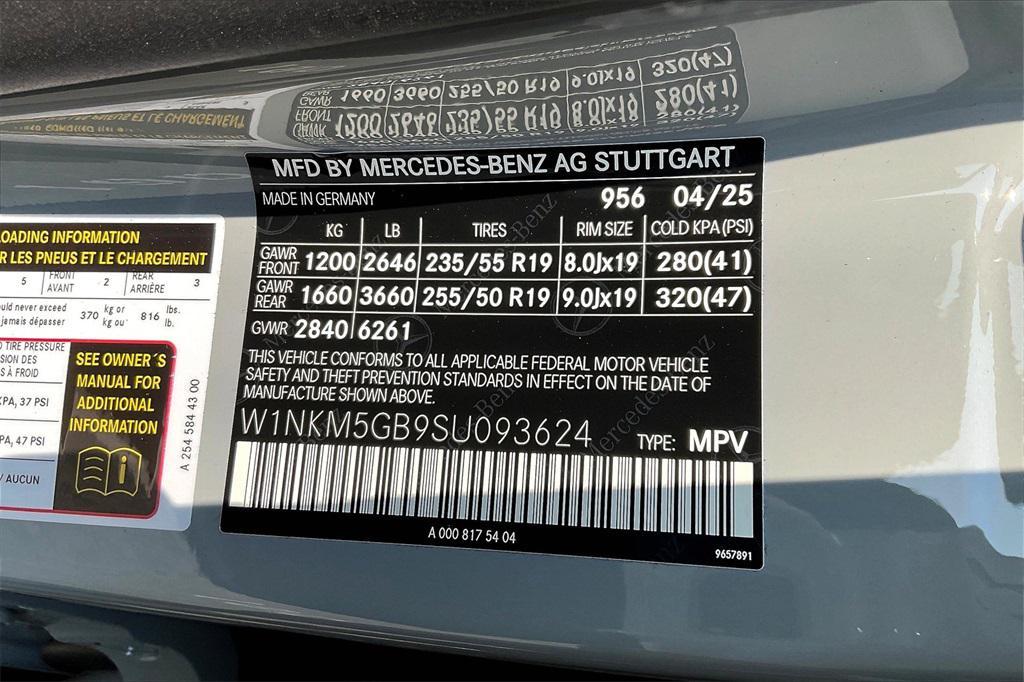 MFD BY MERCEDES-BENZ AG STUTTGART
MADE IN GERMANY 956 04/25
KG LB TIRES RIM SIZE COLD KPA (PSI)
GAWR FRONT 1200 2646 235/55 R19 8.0Jx19 280(41)
GAWR REAR 1660 3660 255/50 R19 9.0Jx19 320(47)
GVWR 2840 6261
THIS VEHICLE CONFORMS TO ALL APPLICABLE FEDERAL MOTOR VEHICLE
SAFETY AND THEFT PREVENTION STANDARDS IN EFFECT ON THE DATE OF
MANUFACTURE SHOWN ABOVE.
W1NKM5GB9SU093624 TYPE: MPV
A 000 817 54 04
9657891
LOADING INFORMATION
R LES PNEUS ET LE CHARGEMENT
5 FRONT AVANT 2 REAR ARRIÈRE 3
ould never exceed 370 kg or 816 lbs.
jamais dépasser kg ou lb.
D TIRE PRESSURE
SION DES
S À FROID
KPA, 37 PSI
KPA, 47 PSI
/ AUCUN
SEE OWNER´S
MANUAL FOR
ADDITIONAL
INFORMATION
A 254 584 43 00